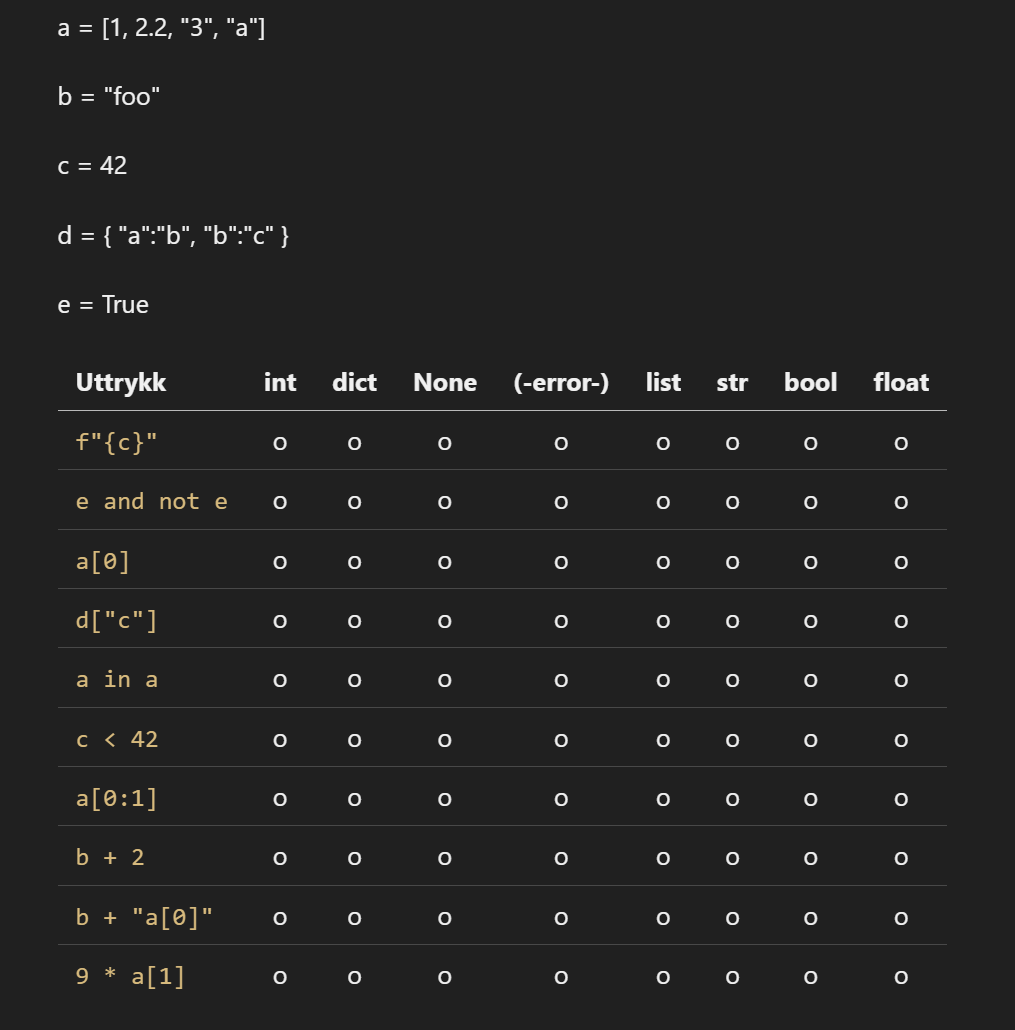 a = [1, 2.2, "3", "a"]
b = "foo"
c = 42
d = { "a":"b", "b":"c" }
e = True
Uttrykk int dict None (-error-) list str bool float
f"{c}" o o o o o o o o
e and not e o o o o o o o o
a[0] o o o o o o o o
d["c"] o o o o o o o o
a in a o o o o o o o o
c < 42 o o o o o o o o
a[0:1] o o o o o o o o
b + 2 o o o o o o o o
b + "a[0]" o o o o o o o o
9 * a[1] o o o o o o o o